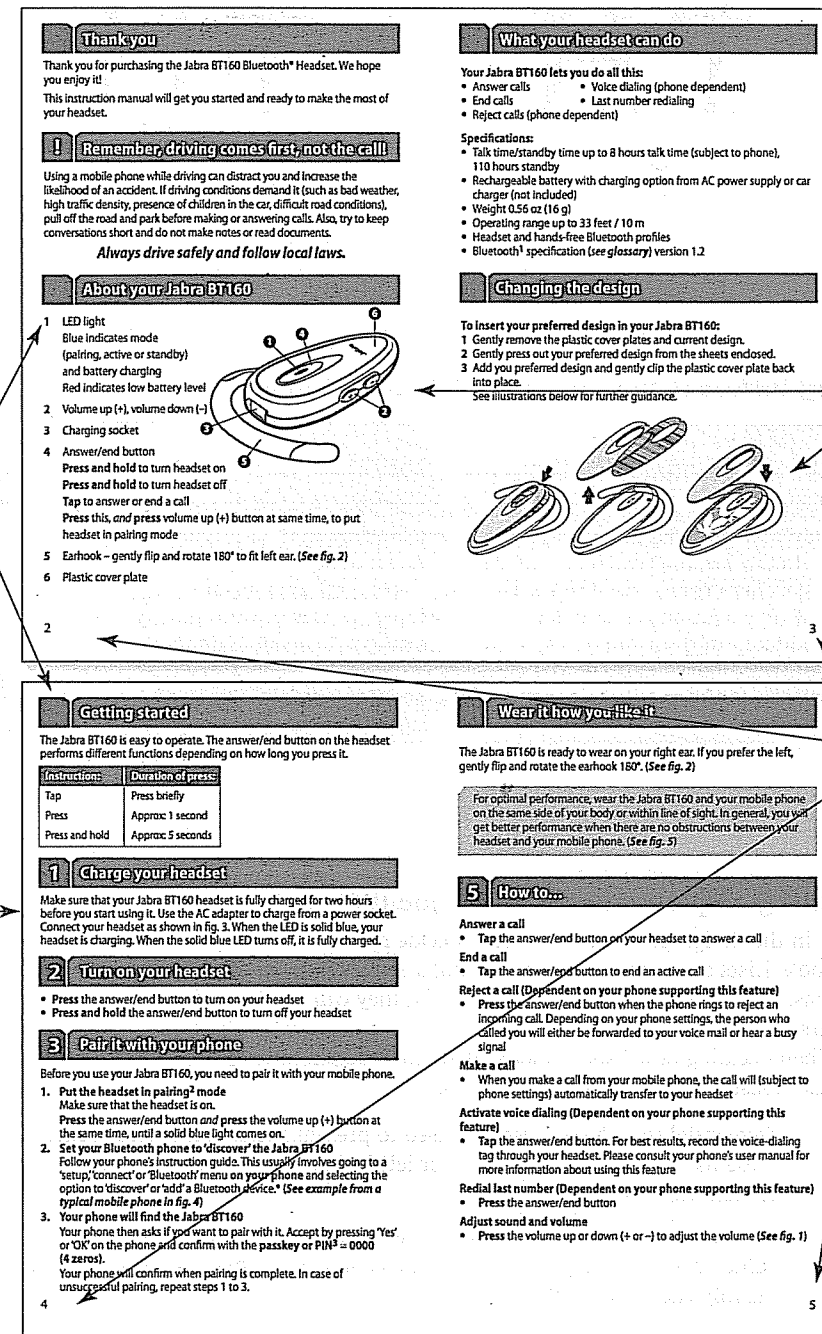 Thank you
Thank you for purchasing the Jabra BT160 Bluetooth® Headset. We hope
you enjoy it!
This instruction manual will get you started and ready to make the most of
your headset.
! Remember, driving comes first, not the call!
Using a mobile phone while driving can distract you and increase the
likelihood of an accident. If driving conditions demand it (such as bad weather,
high traffic density, presence of children in the car, difficult road conditions),
pull off the road and park before making or answering calls. Also, try to keep
conversations short and do not make notes or read documents.
Always drive safely and follow local laws.
About your Jabra BT160
1 LED light
Blue indicates mode
(pairing, active or standby)
and battery charging
Red indicates low battery level
2 Volume up (+), volume down (–)
3 Charging socket
4 Answer/end button
Press and hold to turn headset on
Press and hold to turn headset off
Tap to answer or end a call
Press this, and press volume up (+) button at same time, to put
headset in pairing mode
5 Earhook – gently flip and rotate 180° to fit left ear. (See fig. 2)
6 Plastic cover plate
1
4
6
2
3
5
2
What your headset can do
Your Jabra BT160 lets you do all this:
• Answer calls • Voice dialing (phone dependent)
• End calls • Last number redialing
• Reject calls (phone dependent)
Specifications:
• Talk time/standby time up to 8 hours talk time (subject to phone),
110 hours standby
• Rechargeable battery with charging option from AC power supply or car
charger (not included)
• Weight 0.56 oz (16 g)
• Operating range up to 33 feet / 10 m
• Headset and hands-free Bluetooth profiles
• Bluetooth¹ specification (see glossary) version 1.2
Changing the design
To insert your preferred design in your Jabra BT160:
1 Gently remove the plastic cover plates and current design.
2 Gently press out your preferred design from the sheets enclosed.
3 Add you preferred design and gently clip the plastic cover plate back
into place.
See illustrations below for further guidance.
3
Getting started
The Jabra BT160 is easy to operate. The answer/end button on the headset
performs different functions depending on how long you press it.
Instruction: Duration of press:
Tap Press briefly
Press Approx: 1 second
Press and hold Approx: 5 seconds
1 Charge your headset
Make sure that your Jabra BT160 headset is fully charged for two hours
before you start using it. Use the AC adapter to charge from a power socket.
Connect your headset as shown in fig. 3. When the LED is solid blue, your
headset is charging. When the solid blue LED turns off, it is fully charged.
2 Turn on your headset
• Press the answer/end button to turn on your headset
• Press and hold the answer/end button to turn off your headset
3 Pair it with your phone
Before you use your Jabra BT160, you need to pair it with your mobile phone.
1. Put the headset in pairing² mode
Make sure that the headset is on.
Press the answer/end button and press the volume up (+) button at
the same time, until a solid blue light comes on.
2. Set your Bluetooth phone to 'discover' the Jabra BT160
Follow your phone's instruction guide. This usually involves going to a
'setup,' 'connect' or 'Bluetooth' menu on your phone and selecting the
option to 'discover' or 'add' a Bluetooth device.* (See example from a
typical mobile phone in fig. 4)
3. Your phone will find the Jabra BT160
Your phone then asks if you want to pair with it. Accept by pressing 'Yes'
or 'OK' on the phone and confirm with the passkey or PIN³ = 0000
(4 zeros).
Your phone will confirm when pairing is complete. In case of
unsuccessful pairing, repeat steps 1 to 3.
4
Wear it how you like it
The Jabra BT160 is ready to wear on your right ear. If you prefer the left,
gently flip and rotate the earhook 180°. (See fig. 2)
For optimal performance, wear the Jabra BT160 and your mobile phone
on the same side of your body or within line of sight. In general, you will
get better performance when there are no obstructions between your
headset and your mobile phone. (See fig. 5)
5 How to...
Answer a call
• Tap the answer/end button on your headset to answer a call
End a call
• Tap the answer/end button to end an active call
Reject a call (Dependent on your phone supporting this feature)
• Press the answer/end button when the phone rings to reject an
incoming call. Depending on your phone settings, the person who
called you will either be forwarded to your voice mail or hear a busy
signal
Make a call
• When you make a call from your mobile phone, the call will (subject to
phone settings) automatically transfer to your headset
Activate voice dialing (Dependent on your phone supporting this
feature)
• Tap the answer/end button. For best results, record the voice-dialing
tag through your headset. Please consult your phone's user manual for
more information about using this feature
Redial last number (Dependent on your phone supporting this feature)
• Press the answer/end button
Adjust sound and volume
• Press the volume up or down (+ or –) to adjust the volume (See fig. 1)
5